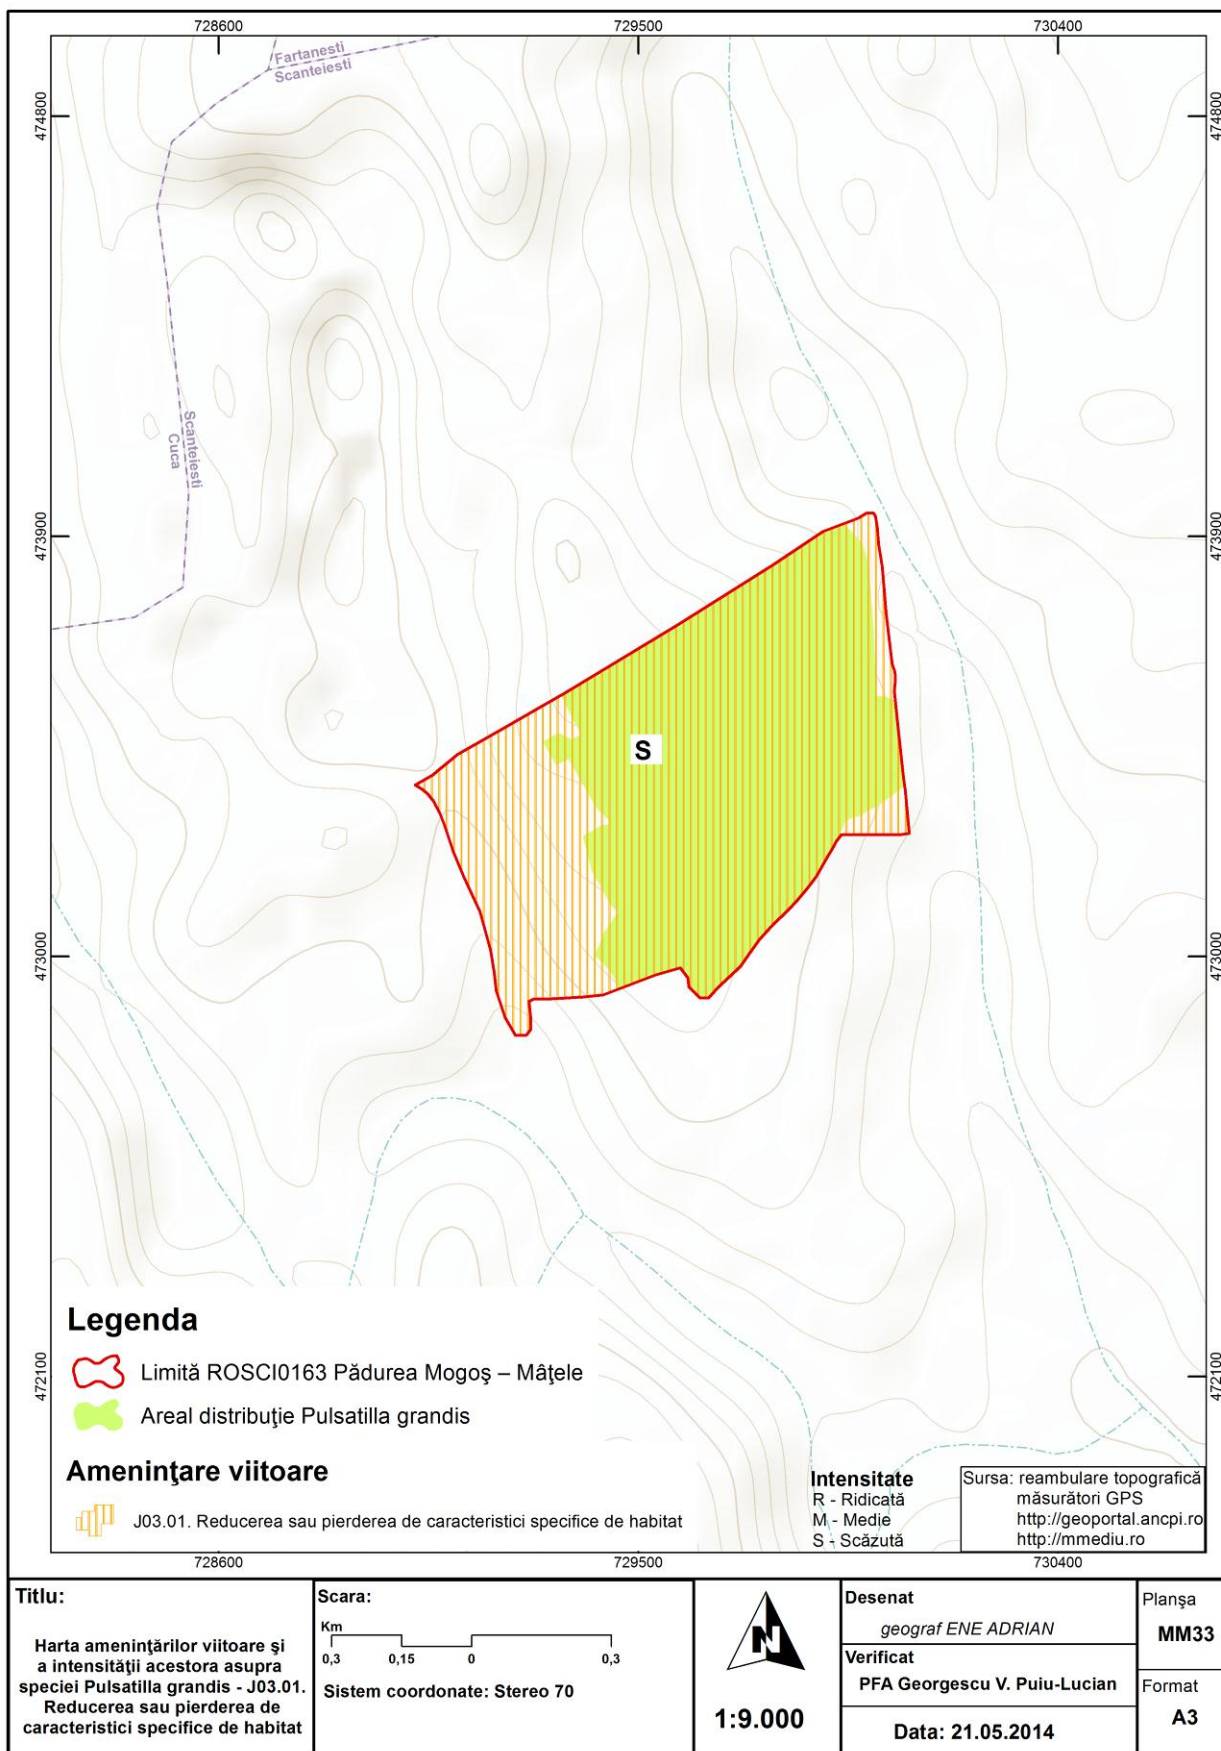 728600
729500
730400
Fartanesti
Scanteiesti
474800
474800
Scanteiesti
Cuca
473900
473900
S
473000
473000
Legenda
Limită ROSCI0163 Pădurea Mogoş – Mâţele
472100
472100
Areal distribuţie Pulsatilla grandis
Ameninţare viitoare
J03.01. Reducerea sau pierderea de caracteristici specifice de habitat
Intensitate
R - Ridicată
M - Medie
S - Scăzută
Sursa: reambulare topografică
măsurători GPS
http://geoportal.ancpi.ro
http://mmediu.ro
728600
729500
730400
Titlu:
Harta ameninţărilor viitoare şi
a intensităţii acestora asupra
speciei Pulsatilla grandis - J03.01.
Reducerea sau pierderea de
caracteristici specifice de habitat
Scara:
Km
0,3 0,15 0 0,3
Sistem coordonate: Stereo 70
N
1:9.000
Desenat
geograf ENE ADRIAN
Verificat
PFA Georgescu V. Puiu-Lucian
Data: 21.05.2014
Planşa
MM33
Format
A3